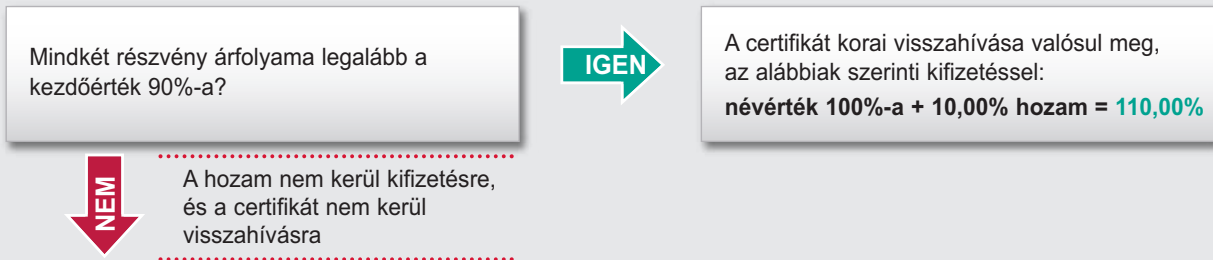 Mindkét részvény árfolyama legalább a
kezdőérték 90%-a?
IGEN
A certifikát korai visszahívása valósul meg,
az alábbiak szerinti kifizetéssel:
névérték 100%-a + 10,00% hozam = 110,00%
NEM
A hozam nem kerül kifizetésre,
és a certifikát nem kerül
visszahívásra